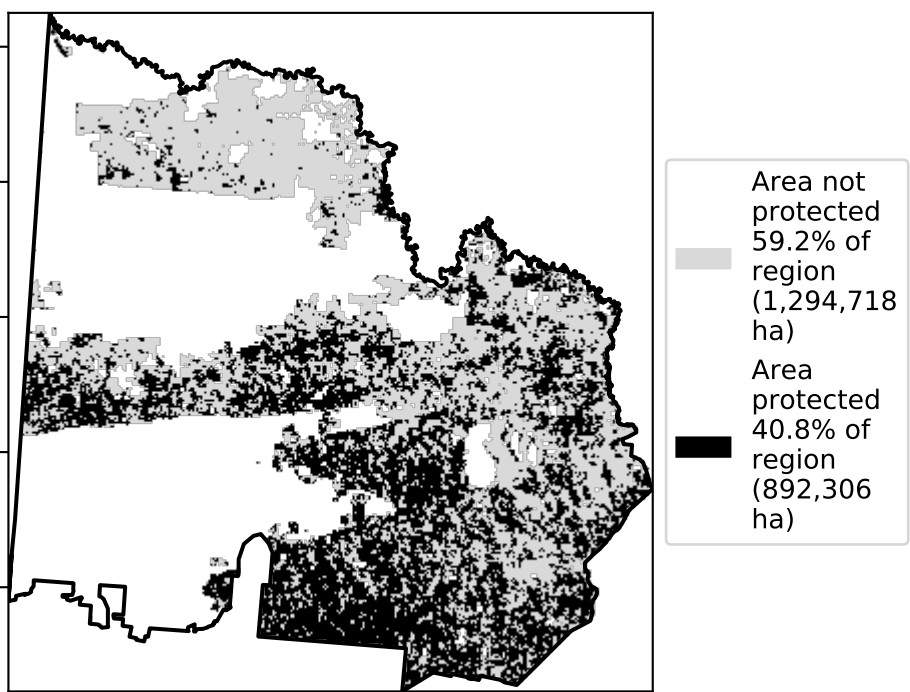 Area not
protected
59.2% of
region
(1,294,718
ha)
Area
protected
40.8% of
region
(892,306
ha)